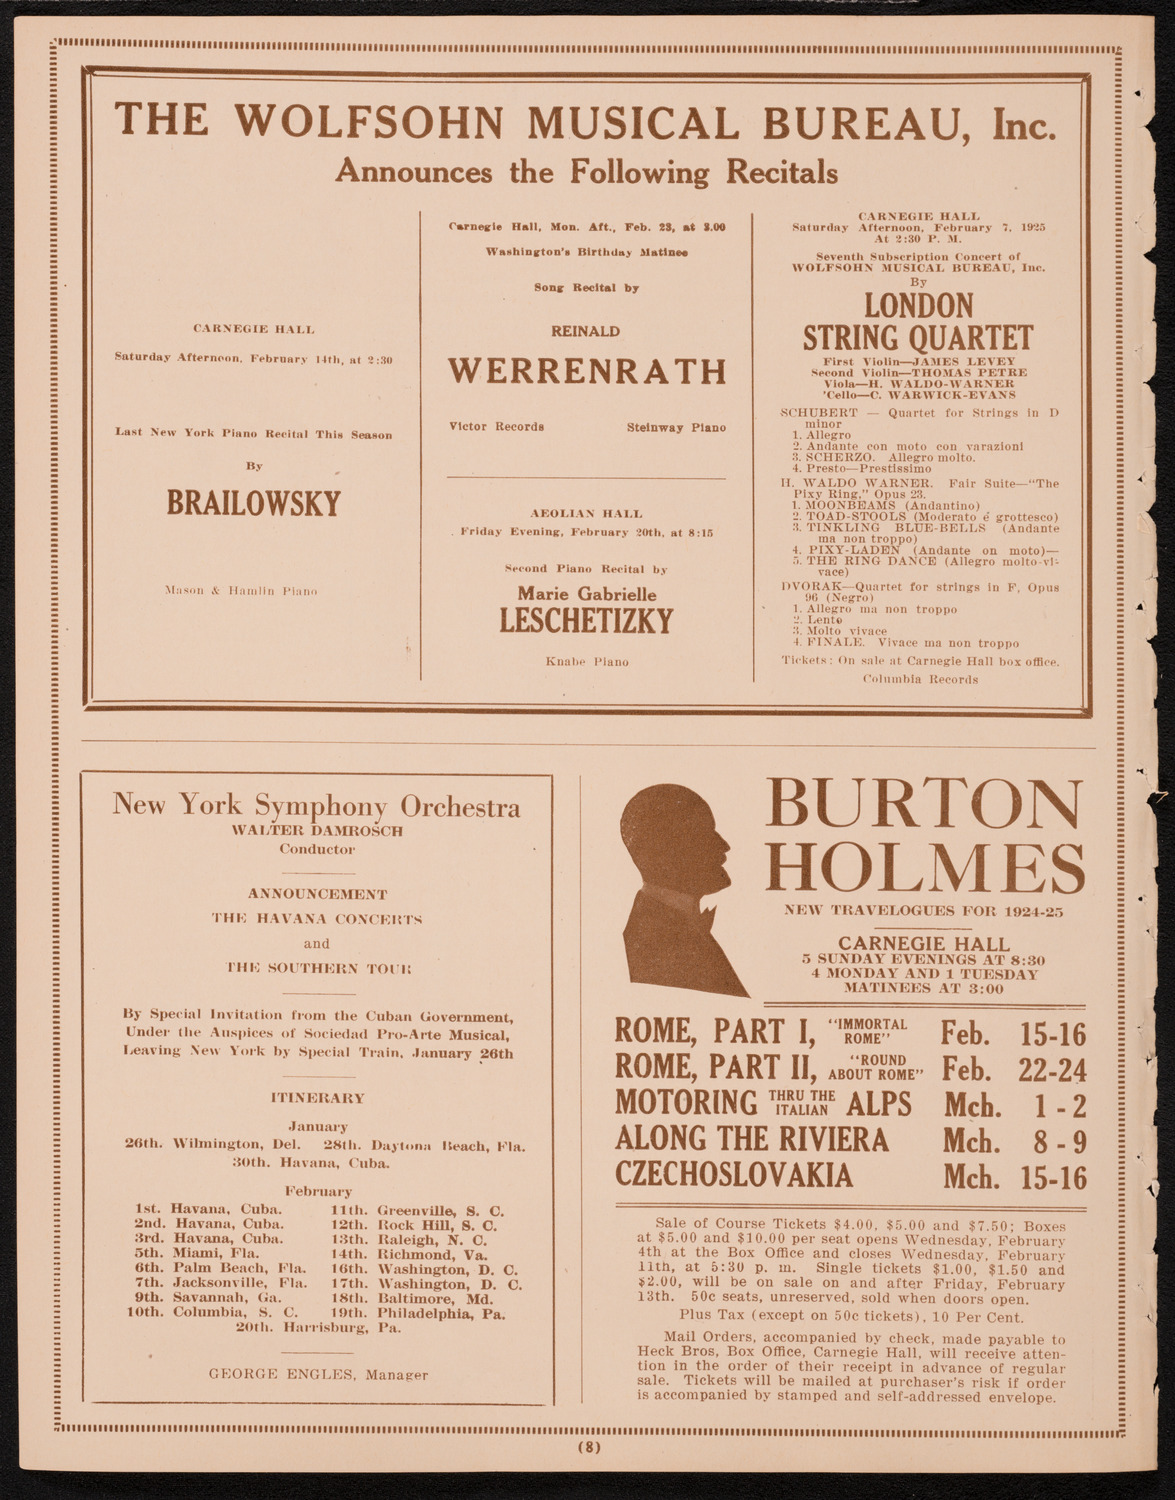 THE WOLFSOHN MUSICAL BUREAU, Inc.
Announces the Following Recitals
CARNEGIE HALL
Saturday Afternoon, February 14th, at 2:30
Last New York Piano Recital This Season
By
BRAILOWSKY
Mason & Hamlin Piano
Carnegie Hall, Mon. Aft., Feb. 23, at 3.00
Washington's Birthday Matinee
Song Recital by
REINALD
WERRENRATH
Victor Records Steinway Piano
AEOLIAN HALL
Friday Evening, February 20th, at 8:15
Second Piano Recital by
Marie Gabrielle
LESCHETIZKY
Knabe Piano
CARNEGIE HALL
Saturday Afternoon, February 7, 1925
At 2:30 P. M.
Seventh Subscription Concert of
WOLFSOHN MUSICAL BUREAU, Inc.
By
LONDON
STRING QUARTET
First Violin—JAMES LEVEY
Second Violin—THOMAS PETRE
Viola—H. WALDO-WARNER
'Cello—C. WARWICK-EVANS
SCHUBERT — Quartet for Strings in D
minor
1. Allegro
2. Andante con moto con varazioni
3. SCHERZO. Allegro molto.
4. Presto—Prestissimo
H. WALDO WARNER. Fair Suite—"The
Pixy Ring," Opus 23.
1. MOONBEAMS (Andantino)
2. TOAD-STOOLS (Moderato é grottesco)
3. TINKLING BLUE-BELLS (Andante
ma non troppo)
4. PIXY-LADEN (Andante on moto)—
5. THE RING DANCE (Allegro molto-vi-
vace)
DVORAK—Quartet for strings in F, Opus
96 (Negro)
1. Allegro ma non troppo
2. Lento
3. Molto vivace
4. FINALE. Vivace ma non troppo
Tickets: On sale at Carnegie Hall box office.
Columbia Records
New York Symphony Orchestra
WALTER DAMROSCH
Conductor
ANNOUNCEMENT
THE HAVANA CONCERTS
and
THE SOUTHERN TOUR
By Special Invitation from the Cuban Government,
Under the Auspices of Sociedad Pro-Arte Musical,
Leaving New York by Special Train, January 26th
ITINERARY
January
26th. Wilmington, Del. 28th. Daytona Beach, Fla.
30th. Havana, Cuba.
February
1st. Havana, Cuba. 11th. Greenville, S. C.
2nd. Havana, Cuba. 12th. Rock Hill, S. C.
3rd. Havana, Cuba. 13th. Raleigh, N. C.
5th. Miami, Fla. 14th. Richmond, Va.
6th. Palm Beach, Fla. 16th. Washington, D. C.
7th. Jacksonville, Fla. 17th. Washington, D. C.
9th. Savannah, Ga. 18th. Baltimore, Md.
10th. Columbia, S. C. 19th. Philadelphia, Pa.
20th. Harrisburg, Pa.
GEORGE ENGLES, Manager
BURTON
HOLMES
NEW TRAVELOGUES FOR 1924-25
CARNEGIE HALL
5 SUNDAY EVENINGS AT 8:30
4 MONDAY AND 1 TUESDAY
MATINEES AT 3:00
ROME, PART I, "IMMORTAL ROME" Feb. 15-16
ROME, PART II, "ROUND ABOUT ROME" Feb. 22-24
MOTORING THRU THE ITALIAN ALPS Mch. 1 - 2
ALONG THE RIVIERA Mch. 8 - 9
CZECHOSLOVAKIA Mch. 15-16
Sale of Course Tickets $4.00, $5.00 and $7.50; Boxes
at $5.00 and $10.00 per seat opens Wednesday, February
4th at the Box Office and closes Wednesday, February
11th, at 5:30 p. m. Single tickets $1.00, $1.50 and
$2.00, will be on sale on and after Friday, February
13th. 50c seats, unreserved, sold when doors open.
Plus Tax (except on 50c tickets), 10 Per Cent.
Mail Orders, accompanied by check, made payable to
Heck Bros, Box Office, Carnegie Hall, will receive atten-
tion in the order of their receipt in advance of regular
sale. Tickets will be mailed at purchaser's risk if order
is accompanied by stamped and self-addressed envelope.
(8)